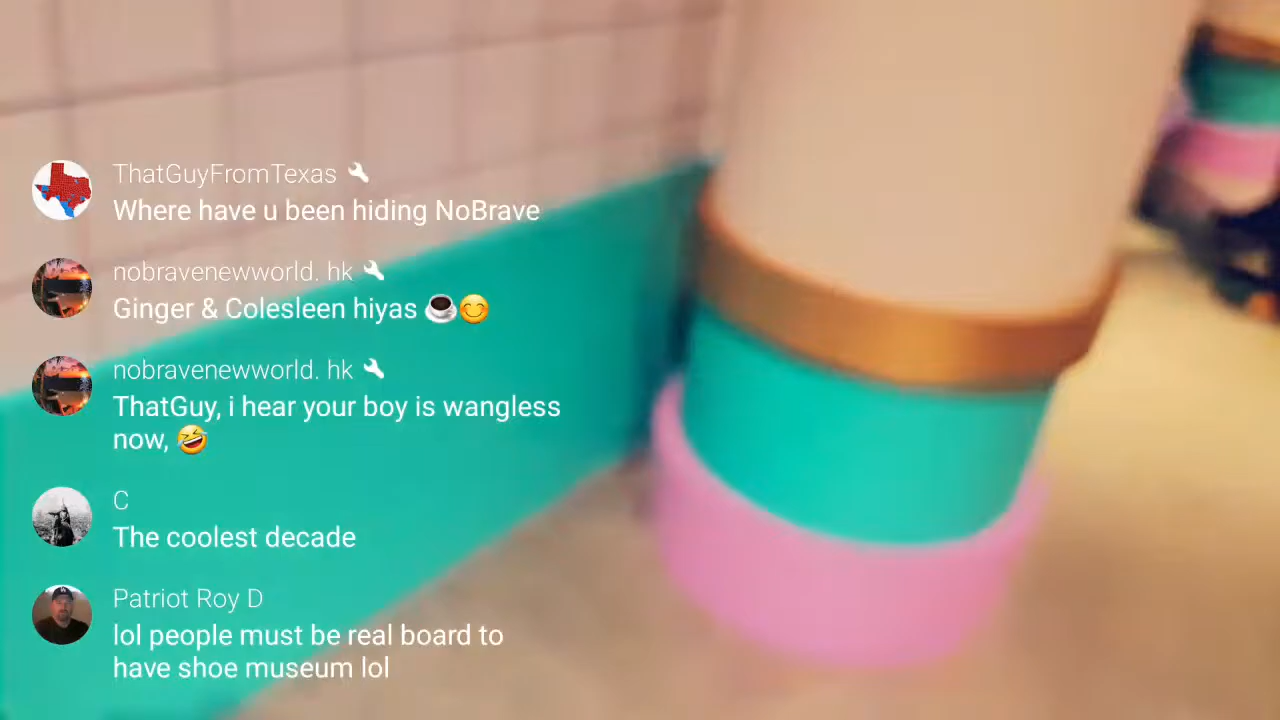 ThatGuyFromTexas
Where have u been hiding NoBrave
nobravenewworld. hk
Ginger & Colesleen hiyas ☕😊
nobravenewworld. hk
ThatGuy, i hear your boy is wangless
now, 🤣
C
The coolest decade
Patriot Roy D
lol people must be real board to
have shoe museum lol